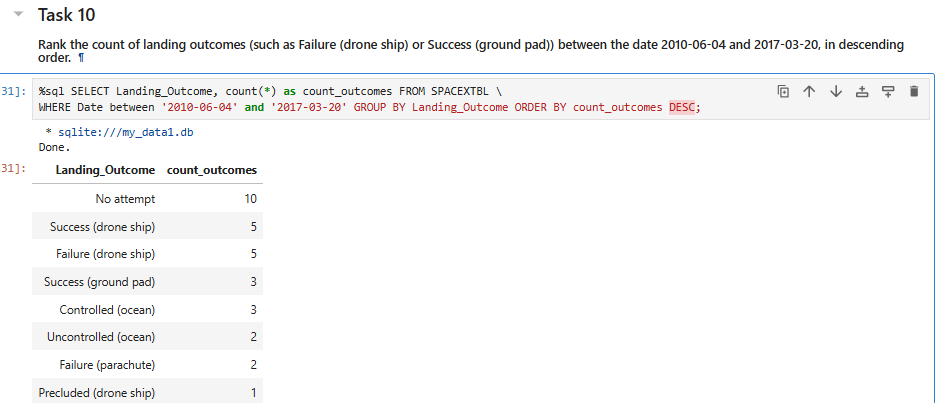 Task 10
Rank the count of landing outcomes (such as Failure (drone ship) or Success (ground pad)) between the date 2010-06-04 and 2017-03-20, in descending
order. ¶
31]:
%sql SELECT Landing_Outcome, count(*) as count_outcomes FROM SPACEXTBL \
WHERE Date between '2010-06-04' and '2017-03-20' GROUP BY Landing_Outcome ORDER BY count_outcomes DESC;
* sqlite:///my_data1.db
Done.
31]:
Landing_Outcome count_outcomes
No attempt 10
Success (drone ship) 5
Failure (drone ship) 5
Success (ground pad) 3
Controlled (ocean) 3
Uncontrolled (ocean) 2
Failure (parachute) 2
Precluded (drone ship) 1